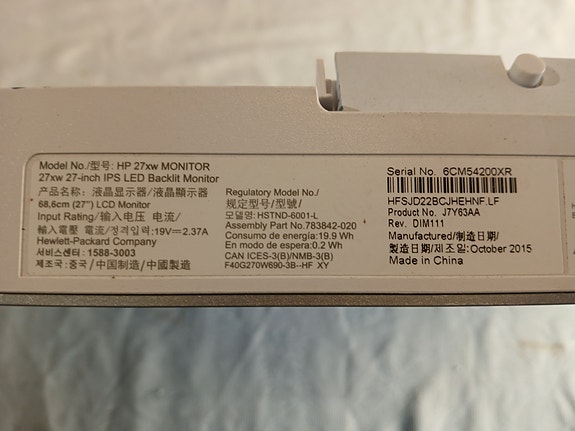 Model No./型号: HP 27xw MONITOR
27xw 27-inch IPS LED Backlit Monitor
产品名称：液晶显示器/液晶顯示器
68,6cm (27") LCD Monitor
Input Rating/输入电压 电流/
輸入電壓 電流/정격입력:19V⎓2.37A
Hewlett-Packard Company
서비스센터: 1588-3003
제조국:중국/中国制造/中國製造
Regulatory Model No./
规定型号/型號/
모델명: HSTND-6001-L
Assembly Part No.783842-020
Consumo de energía:19.9 Wh
En modo de espera:0.2 Wh
CAN ICES-3(B)/NMB-3(B)
F40G270W690-3B--HF XY
Serial No. 6CM54200XR
HFSJD22BCJHEHNF.LF
Product No. J7Y63AA
Rev. DIM111
Manufactured/制造日期/
製造日期/제조일:October 2015
Made in China